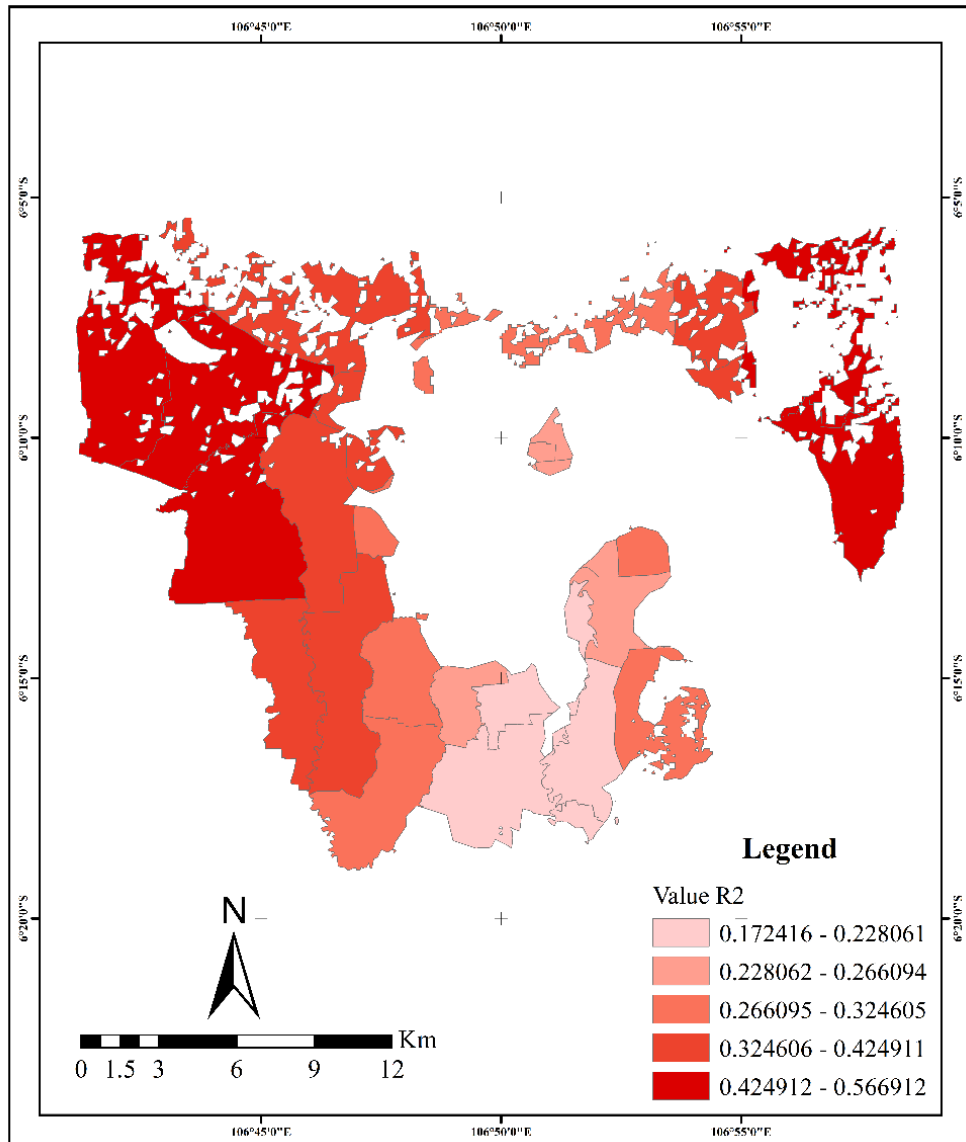 106°45'0"E 106°50'0"E 106°55'0"E
6°5'0"S 6°5'0"S
6°10'0"S 6°10'0"S
6°15'0"S 6°15'0"S
Legend
Value R2
N
6°20'0"S 6°20'0"S
0.172416 - 0.228061
0.228062 - 0.266094
0.266095 - 0.324605
0.324606 - 0.424911
0.424912 - 0.566912
Km
0 1.5 3 6 9 12
106°45'0"E 106°50'0"E 106°55'0"E